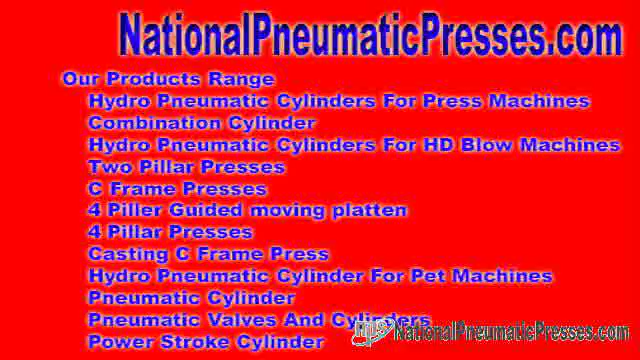 NationalPneumaticPresses.com
Our Products Range
Hydro Pneumatic Cylinders For Press Machines
Combination Cylinder
Hydro Pneumatic Cylinders For HD Blow Machines
Two Pillar Presses
C Frame Presses
4 Piller Guided moving platten
4 Pillar Presses
Casting C Frame Press
Hydro Pneumatic Cylinder For Pet Machines
Pneumatic Cylinder
Pneumatic Valves And Cylinders
NationalPneumaticPresses.com
Power Stroke Cylinder